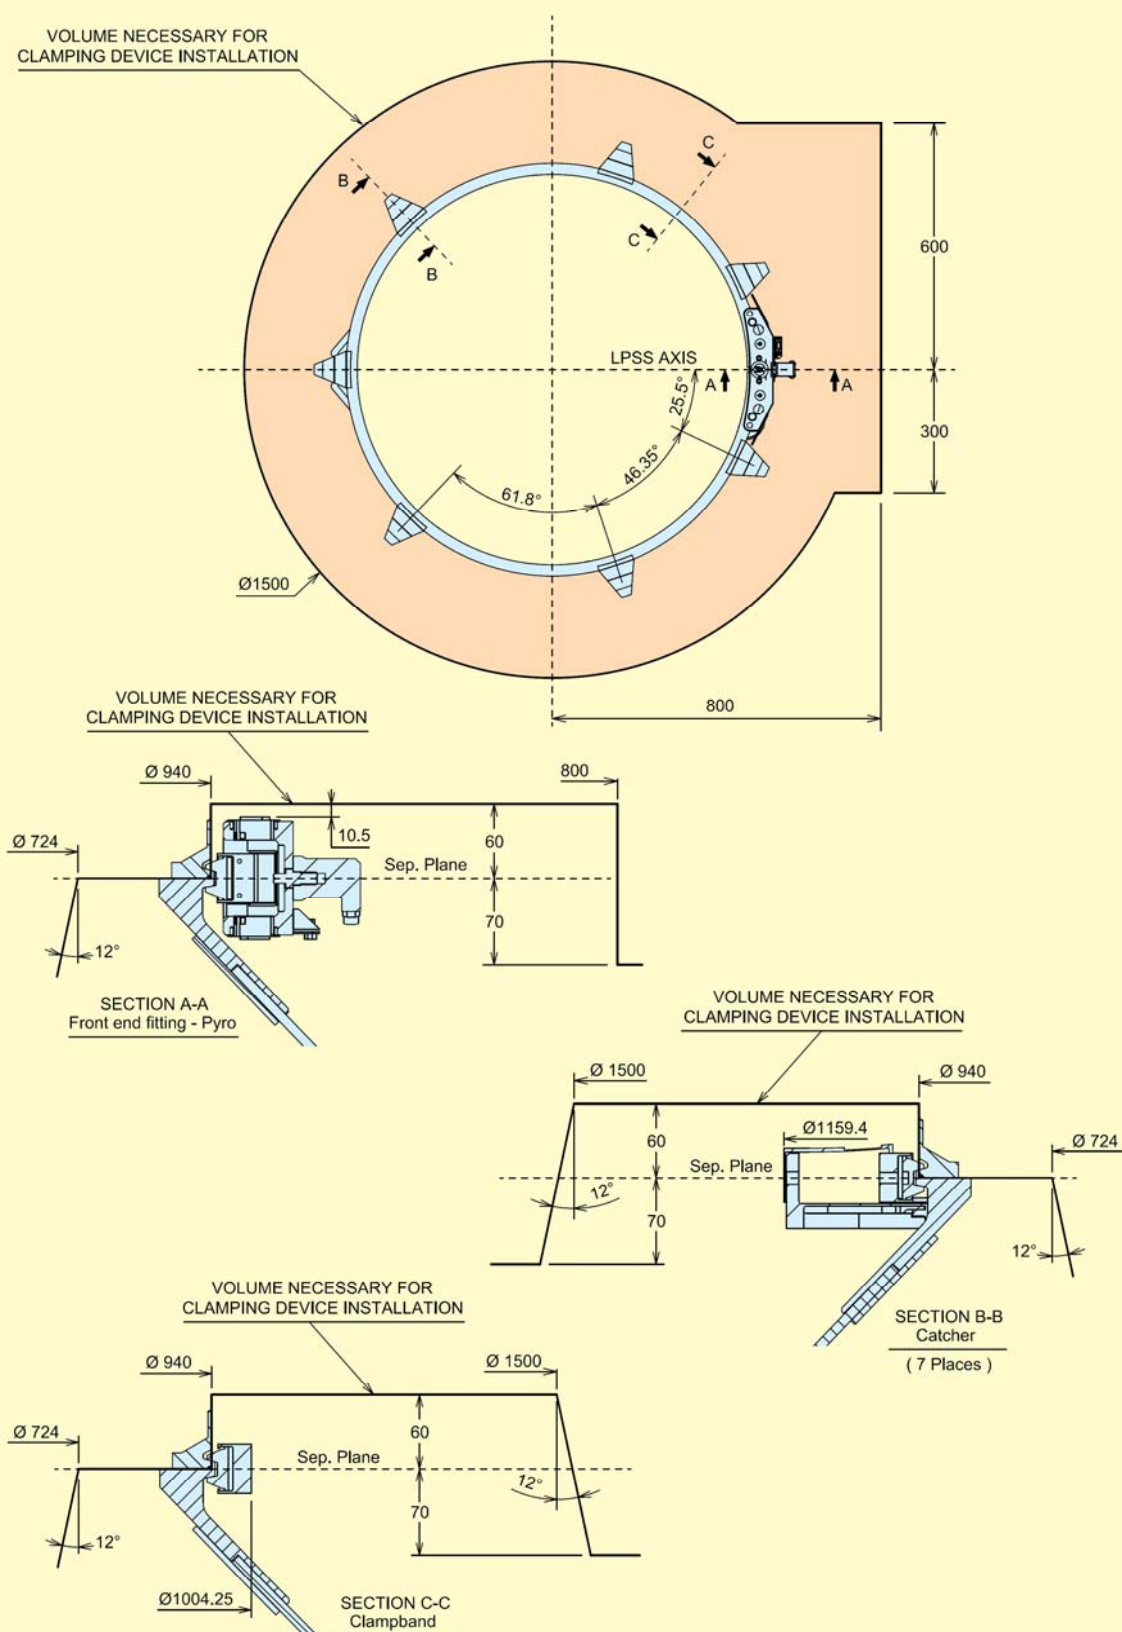 VOLUME NECESSARY FOR
CLAMPING DEVICE INSTALLATION
C
B
C
B
600
LPSS AXIS
A
A
25.5°
300
46.35°
61.8°
Ø1500
800
VOLUME NECESSARY FOR
CLAMPING DEVICE INSTALLATION
Ø 940
800
10.5
60
Ø 724
Sep. Plane
70
12°
SECTION A-A
Front end fitting - Pyro
VOLUME NECESSARY FOR
CLAMPING DEVICE INSTALLATION
Ø 1500
Ø 940
Ø1159.4
60
Ø 724
Sep. Plane
12°
70
12°
SECTION B-B
Catcher
( 7 Places )
VOLUME NECESSARY FOR
CLAMPING DEVICE INSTALLATION
Ø 940
Ø 1500
60
Ø 724
Sep. Plane
12°
70
12°
Ø1004.25
SECTION C-C
Clampband